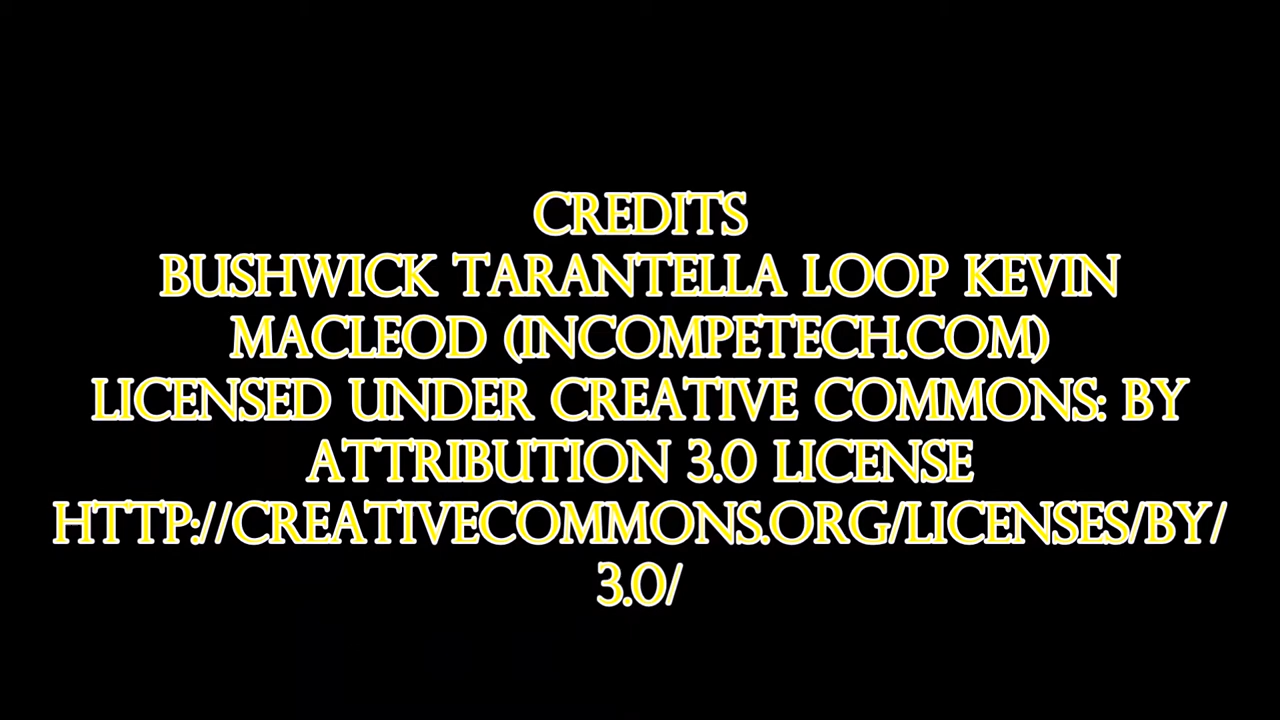 CREDITS
BUSHWICK TARANTELLA LOOP KEVIN
MACLEOD (INCOMPETECH.COM)
LICENSED UNDER CREATIVE COMMONS: BY
ATTRIBUTION 3.0 LICENSE
HTTP://CREATIVECOMMONS.ORG/LICENSES/BY/
3.0/